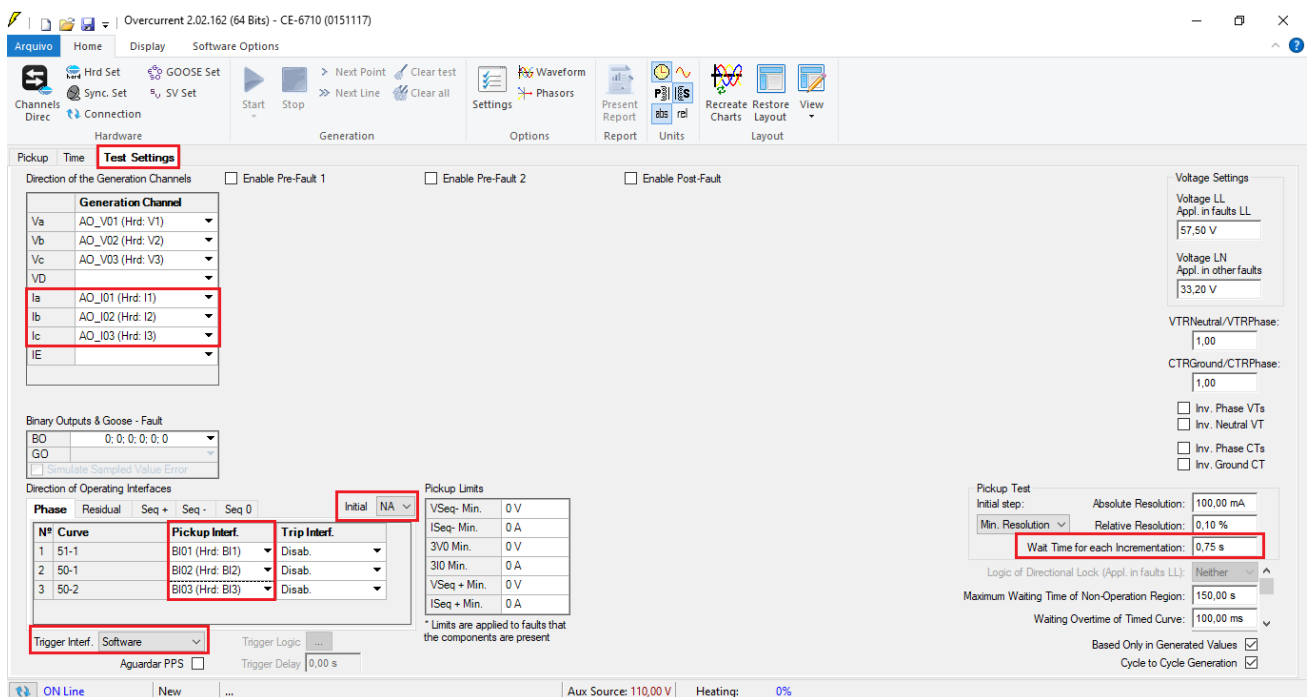 Overcurrent 2.02.162 (64 Bits) - CE-6710 (0151117)
Arquivo Home Display Software Options
Hrd Set GOOSE Set > Next Point Clear test Waveform
Sync. Set SV Set >> Next Line Clear all Phasors
Channels Direc Connection Start Stop Settings Present Report abs rel Recreate Charts Restore Layout View
Hardware Generation Options Report Units Layout
Pickup Time Test Settings
Direction of the Generation Channels Enable Pre-Fault 1 Enable Pre-Fault 2 Enable Post-Fault Voltage Settings
Generation Channel
Va AO_V01 (Hrd: V1)
Vb AO_V02 (Hrd: V2)
Vc AO_V03 (Hrd: V3)
VD
Ia AO_I01 (Hrd: I1)
Ib AO_I02 (Hrd: I2)
Ic AO_I03 (Hrd: I3)
IE
Voltage LL
Appl. in faults LL
57,50 V
Voltage LN
Appl. in other faults
33,20 V
VTRNeutral/VTRPhase:
1,00
CTRGround/CTRPhase:
1,00
Inv. Phase VTs
Inv. Neutral VT
Inv. Phase CTs
Inv. Ground CT
Binary Outputs & Goose - Fault
BO 0; 0; 0; 0; 0; 0
GO
Simulate Sampled Value Error
Direction of Operating Interfaces
Phase Residual Seq + Seq - Seq 0 Initial NA
Nº Curve Pickup Interf. Trip Interf.
1 51-1 BI01 (Hrd: BI1) Disab.
2 50-1 BI02 (Hrd: BI2) Disab.
3 50-2 BI03 (Hrd: BI3) Disab.
Trigger Interf. Software Trigger Logic ...
Aguardar PPS Trigger Delay 0,00 s
Pickup Limits
VSeq- Min. 0 V
ISeq- Min. 0 A
3V0 Min. 0 V
3I0 Min. 0 A
VSeq + Min. 0 V
ISeq + Min. 0 A
* Limits are applied to faults that
the components are present
Pickup Test
Initial step: Absolute Resolution: 100,00 mA
Min. Resolution Relative Resolution: 0,10 %
Wait Time for each Incrementation: 0,75 s
Logic of Directional Lock (Appl. in faults LL): Neither
Maximum Waiting Time of Non-Operation Region: 150,00 s
Waiting Overtime of Timed Curve: 100,00 ms
Based Only in Generated Values
Cycle to Cycle Generation
ON Line New ... Aux Source: 110,00 V Heating: 0%